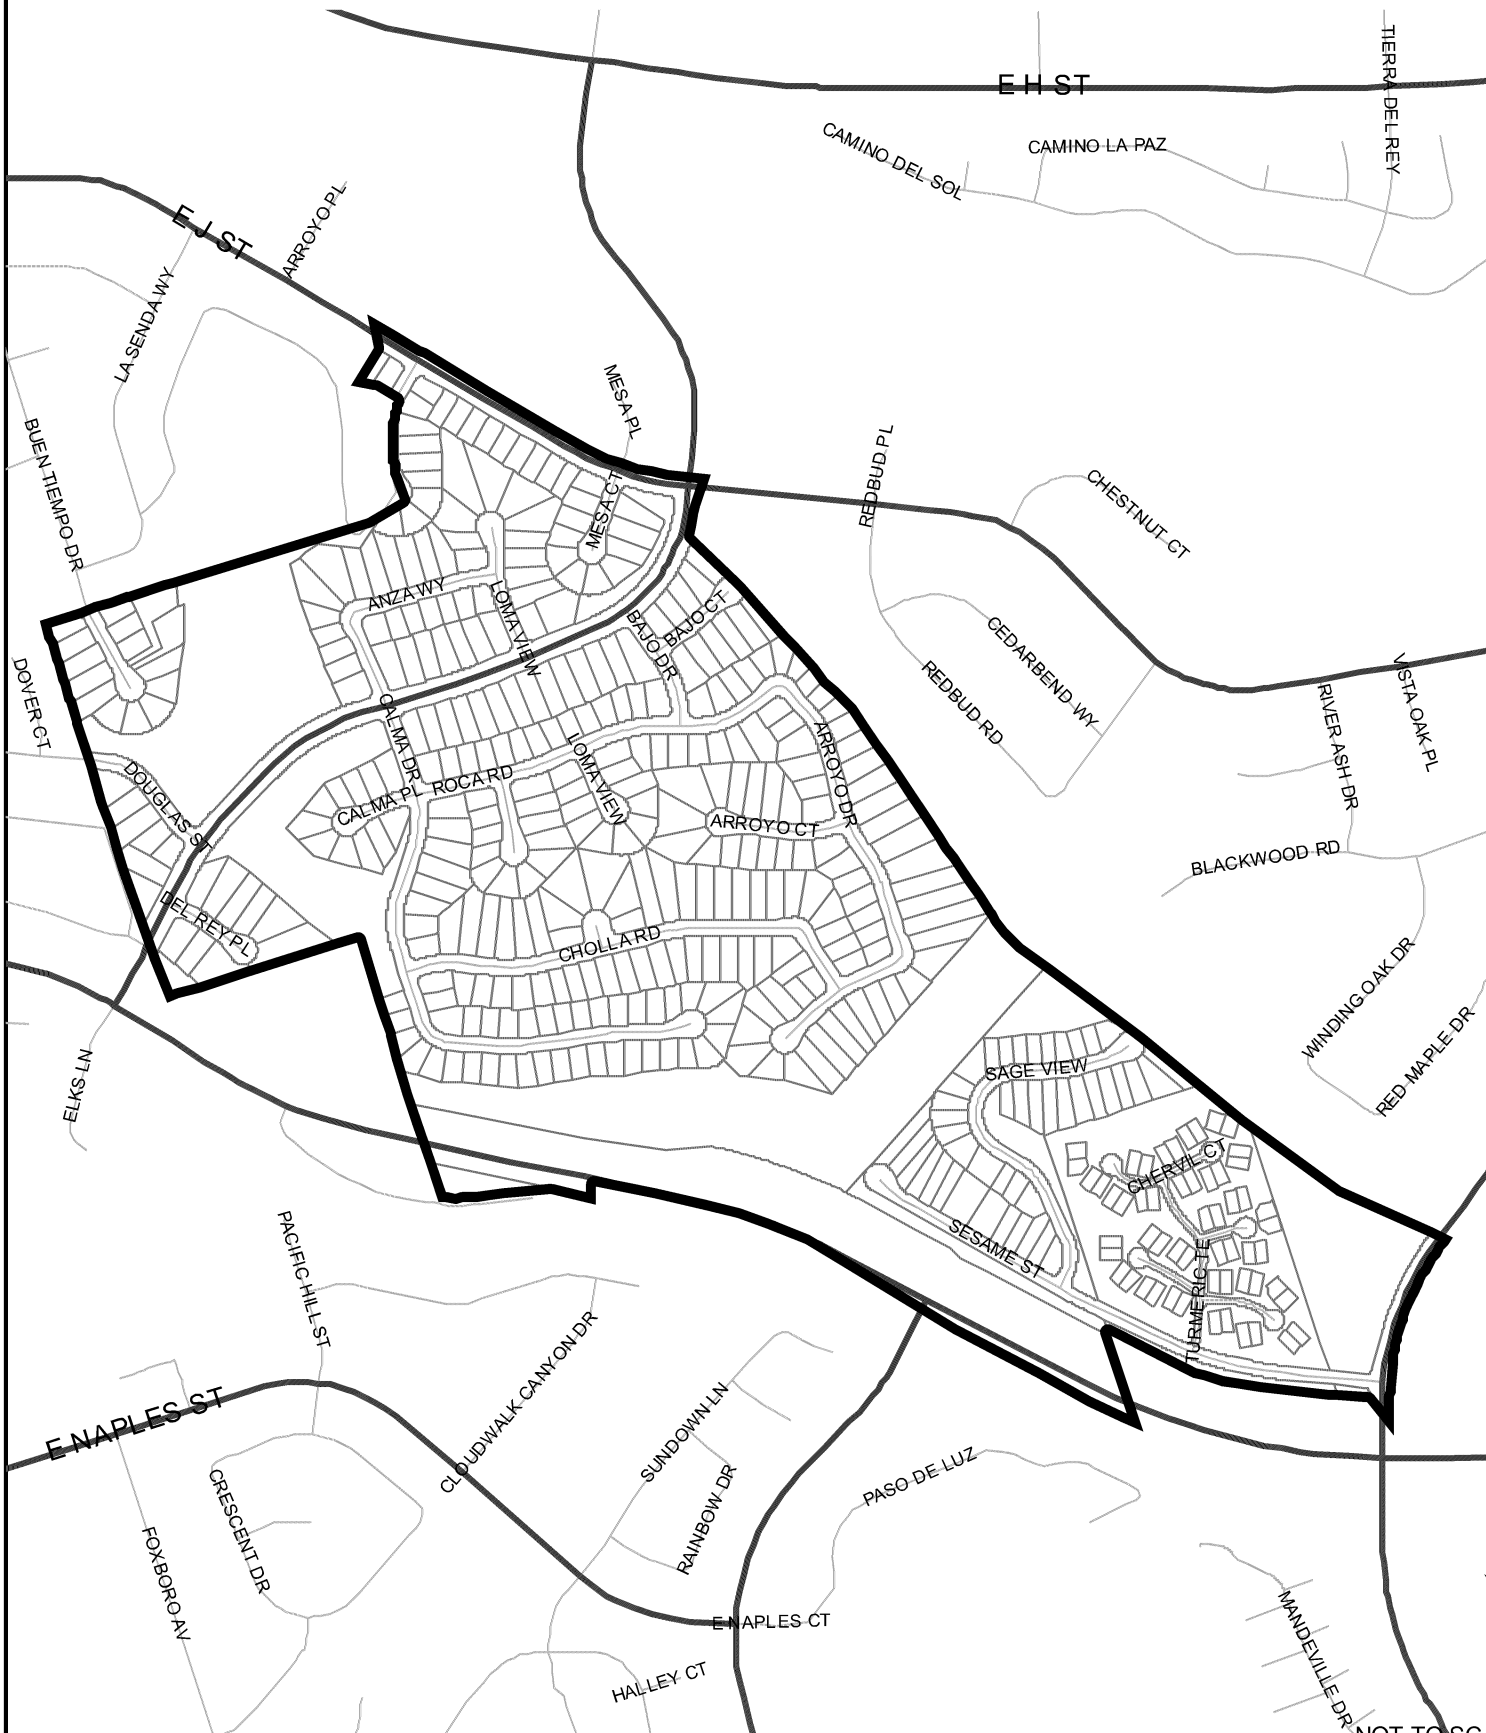 TIERRA DEL REY
E H ST
CAMINO DEL SOL
CAMINO LA PAZ
E J ST
ARROYO PL
LA SENDA WY
MESA PL
BUEN TIEMPO DR
REDBUD PL
CHESTNUT CT
MESA CT
ANZA WY
LOMA VIEW
BAJO DR
BAJO CT
CEDARBEND WY
REDBUD RD
DOVER CT
VISTA OAK PL
RIVER ASH DR
CALMA DR
ARROYO DR
LOMA VIEW
ROCA RD
CALMA PL
DOUGLAS ST
ARROYO CT
BLACKWOOD RD
DEL REY PL
CHOLLA RD
WINDING OAK DR
RED MAPLE DR
ELKS LN
SAGE VIEW
CHERVIL CT
SESAME ST
TURMERIC TE
PACIFIC HILL ST
CLOUDWALK CANYON DR
SUNDOWN LN
E NAPLES ST
RAINBOW DR
PASO DE LUZ
CRESCENT DR
FOXBORO AV
E NAPLES CT
HALLEY CT
MANDEVILLE DR
NOT TO SC